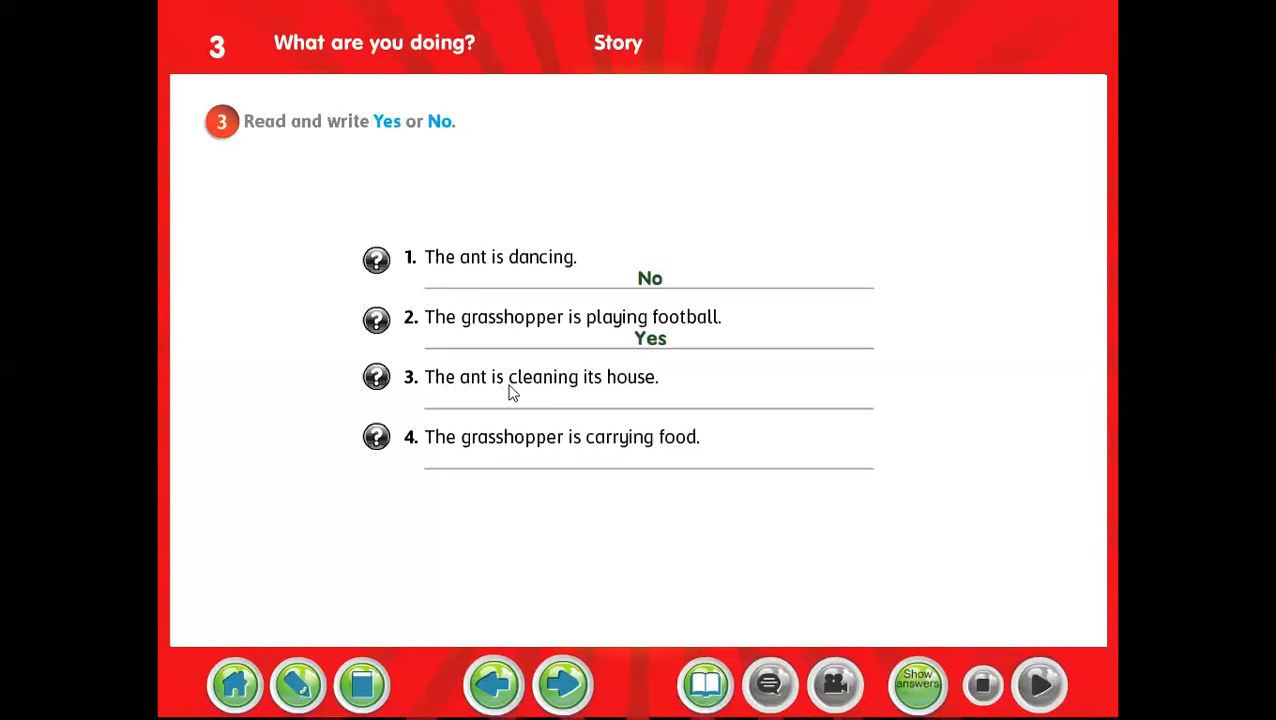 3 What are you doing? Story
3 Read and write Yes or No.
1. The ant is dancing.
No
2. The grasshopper is playing football.
Yes
3. The ant is cleaning its house.
4. The grasshopper is carrying food.
Show
answers